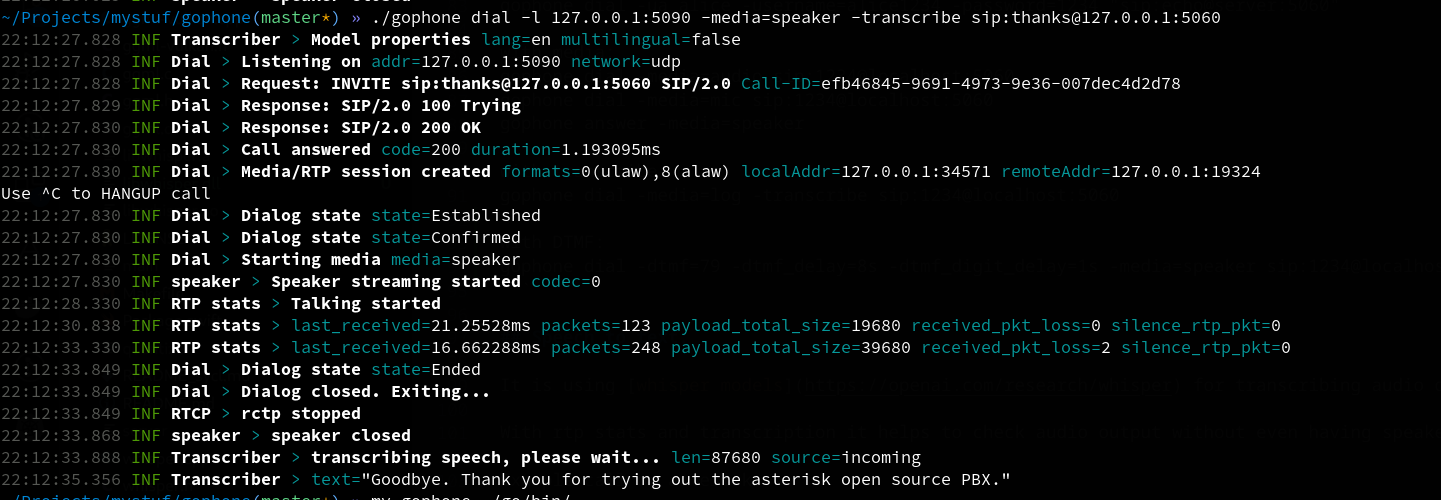 ~/Projects/mystuf/gophone(master*) » ./gophone dial -l 127.0.0.1:5090 -media=speaker -transcribe sip:thanks@127.0.0.1:5060
22:12:27.828 INF Transcriber > Model properties lang=en multilingual=false
22:12:27.828 INF Dial > Listening on addr=127.0.0.1:5090 network=udp
22:12:27.828 INF Dial > Request: INVITE sip:thanks@127.0.0.1:5060 SIP/2.0 Call-ID=efb46845-9691-4973-9e36-007dec4d2d78
22:12:27.829 INF Dial > Response: SIP/2.0 100 Trying
22:12:27.830 INF Dial > Response: SIP/2.0 200 OK
22:12:27.830 INF Dial > Call answered code=200 duration=1.193095ms
22:12:27.830 INF Dial > Media/RTP session created formats=0(ulaw),8(alaw) localAddr=127.0.0.1:34571 remoteAddr=127.0.0.1:19324
Use ^C to HANGUP call
22:12:27.830 INF Dial > Dialog state state=Established
22:12:27.830 INF Dial > Dialog state state=Confirmed
22:12:27.830 INF Dial > Starting media media=speaker
22:12:27.830 INF speaker > Speaker streaming started codec=0
22:12:28.330 INF RTP stats > Talking started
22:12:30.838 INF RTP stats > last_received=21.25528ms packets=123 payload_total_size=19680 received_pkt_loss=0 silence_rtp_pkt=0
22:12:33.330 INF RTP stats > last_received=16.662288ms packets=248 payload_total_size=39680 received_pkt_loss=2 silence_rtp_pkt=0
22:12:33.849 INF Dial > Dialog state state=Ended
22:12:33.849 INF Dial > Dialog closed. Exiting...
22:12:33.849 INF RTCP > rctp stopped
22:12:33.868 INF speaker > speaker closed
22:12:33.888 INF Transcriber > transcribing speech, please wait... len=87680 source=incoming
22:12:35.356 INF Transcriber > text="Goodbye. Thank you for trying out the asterisk open source PBX."